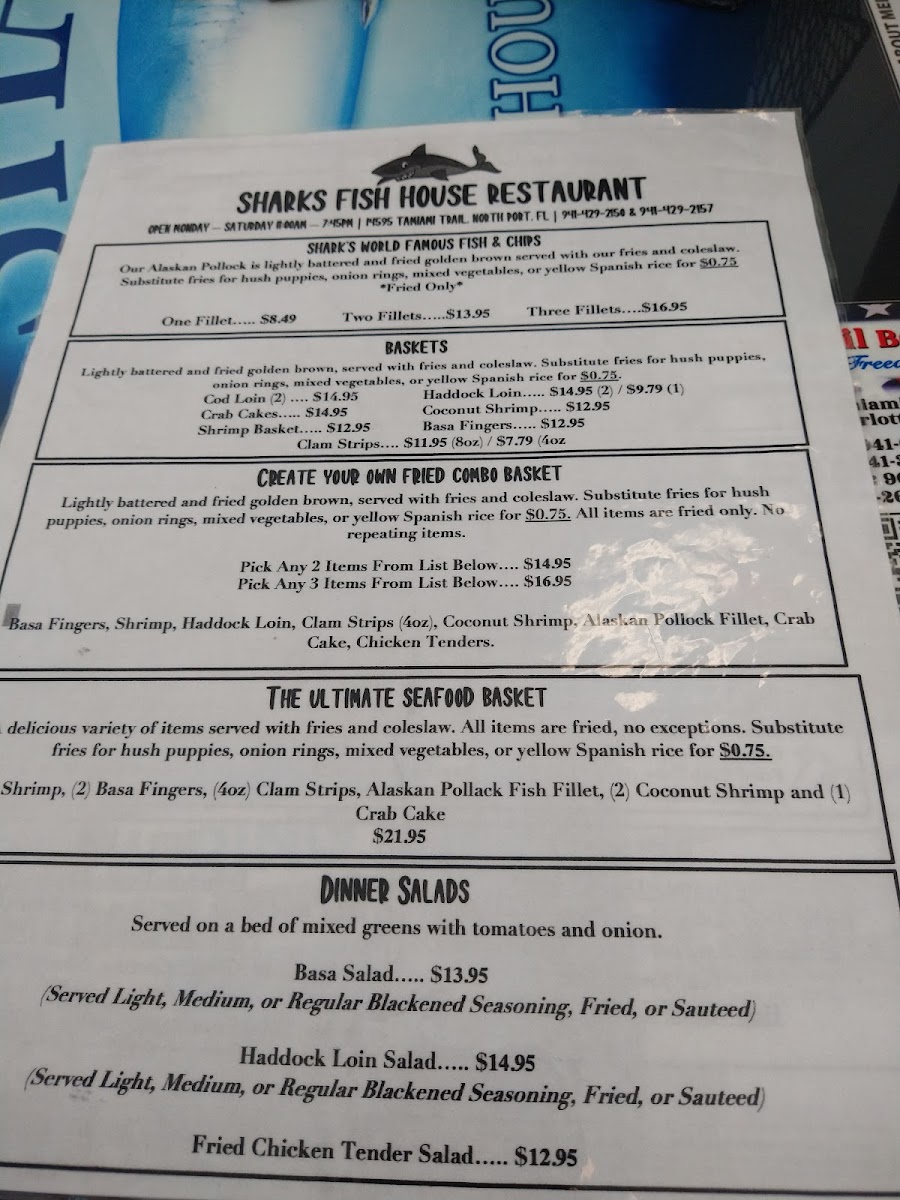 HOU
ABOUT ME
SHARKS FISH HOUSE RESTAURANT
OPEN MONDAY — SATURDAY 11:00AM — 7:45PM | 14595 TAMIAMI TRAIL, NORTH PORT, FL | 941-429-2150 & 941-429-2157
SHARK'S WORLD FAMOUS FISH & CHIPS
Our Alaskan Pollock is lightly battered and fried golden brown served with our fries and coleslaw.
Substitute fries for hush puppies, onion rings, mixed vegetables, or yellow Spanish rice for $0.75
*Fried Only*
One Fillet..... $8.49 Two Fillets.....$13.95 Three Fillets....$16.95
BASKETS
Lightly battered and fried golden brown, served with fries and coleslaw. Substitute fries for hush puppies,
onion rings, mixed vegetables, or yellow Spanish rice for $0.75.
Cod Loin (2) .... $14.95 Haddock Loin..... $14.95 (2) / $9.79 (1)
Crab Cakes..... $14.95 Coconut Shrimp..... $12.95
Shrimp Basket..... $12.95 Basa Fingers..... $12.95
Clam Strips.... $11.95 (8oz) / $7.79 (4oz
CREATE YOUR OWN FRIED COMBO BASKET
Lightly battered and fried golden brown, served with fries and coleslaw. Substitute fries for hush
puppies, onion rings, mixed vegetables, or yellow Spanish rice for $0.75. All items are fried only. No
repeating items.
Pick Any 2 Items From List Below.... $14.95
Pick Any 3 Items From List Below.... $16.95
Basa Fingers, Shrimp, Haddock Loin, Clam Strips (4oz), Coconut Shrimp, Alaskan Pollock Fillet, Crab
Cake, Chicken Tenders.
THE ULTIMATE SEAFOOD BASKET
delicious variety of items served with fries and coleslaw. All items are fried, no exceptions. Substitute
fries for hush puppies, onion rings, mixed vegetables, or yellow Spanish rice for $0.75.
Shrimp, (2) Basa Fingers, (4oz) Clam Strips, Alaskan Pollack Fish Fillet, (2) Coconut Shrimp and (1)
Crab Cake
$21.95
DINNER SALADS
Served on a bed of mixed greens with tomatoes and onion.
Basa Salad..... $13.95
(Served Light, Medium, or Regular Blackened Seasoning, Fried, or Sauteed)
Haddock Loin Salad..... $14.95
(Served Light, Medium, or Regular Blackened Seasoning, Fried, or Sauteed)
Fried Chicken Tender Salad..... $12.95